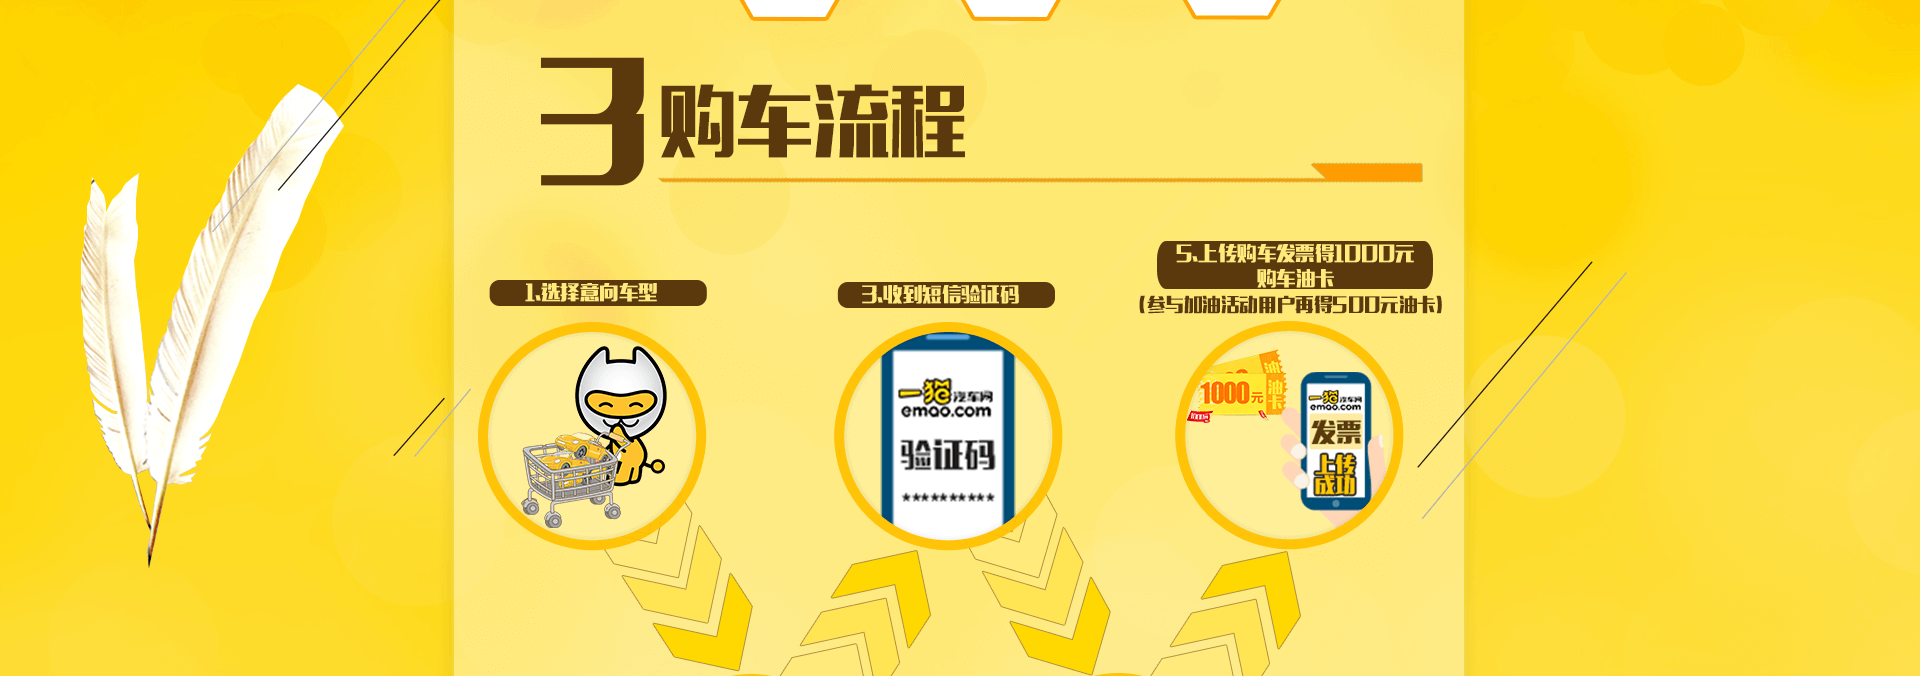 3 购车流程
1.选择意向车型
3.收到短信验证码
5.上传购车发票得1000元
购车油卡
(参与加油活动用户再得500元油卡)
一猫汽车网
emao.com
验证码
**********
油卡
1000元
油卡
一猫汽车网
emao.com
发票
上传
成功